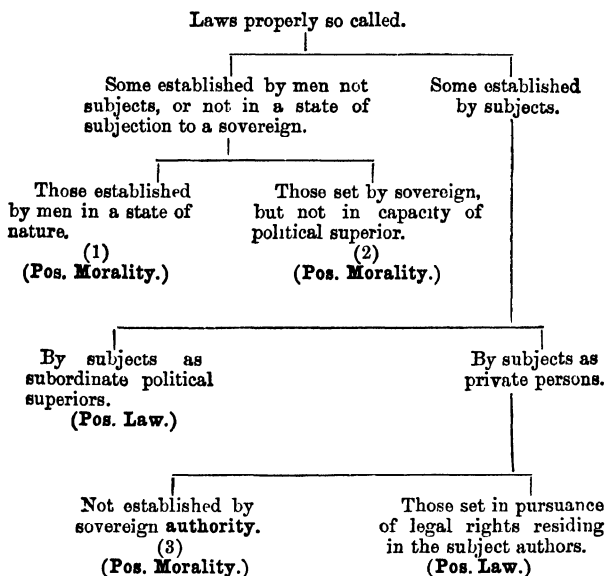 Laws properly so called.
Some established by men not
subjects, or not in a state of
subjection to a sovereign.
Some established
by subjects.
Those established
by men in a state of
nature.
(1)
(Pos. Morality.)
Those set by sovereign,
but not in capacity of
political superior.
(2)
(Pos. Morality.)
By subjects as
subordinate political
superiors.
(Pos. Law.)
By subjects as
private persons.
Not established by
sovereign authority.
(3)
(Pos. Morality.)
Those set in pursuance
of legal rights residing
in the subject authors.
(Pos. Law.)